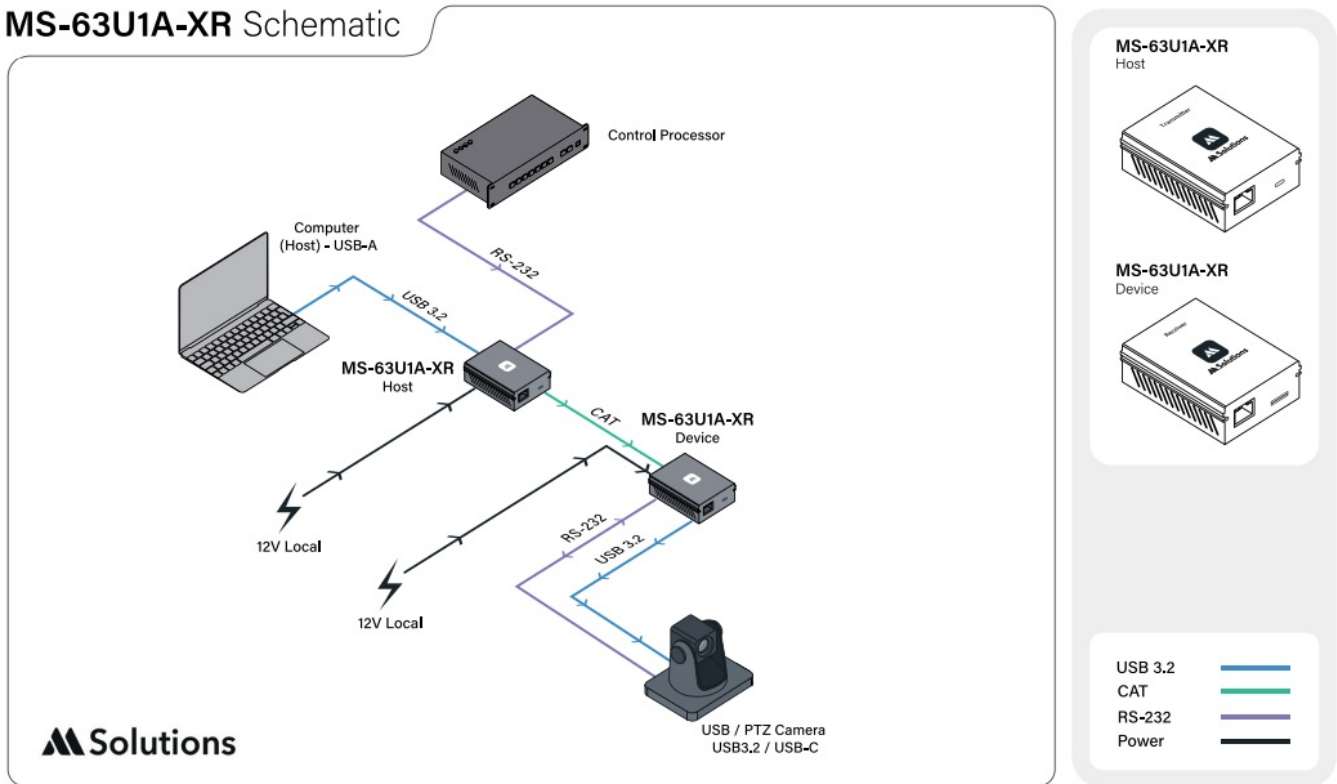 MS-63U1A-XR Schematic
Control Processor
Computer
(Host) - USB-A
RS-232
USB 3.2
MS-63U1A-XR
Host
CAT
MS-63U1A-XR
Device
12V Local
RS-232
USB 3.2
12V Local
USB / PTZ Camera
USB3.2 / USB-C
Solutions
MS-63U1A-XR
Host
Transmitter
Solutions
MS-63U1A-XR
Device
Receiver
Solutions
USB 3.2
CAT
RS-232
Power